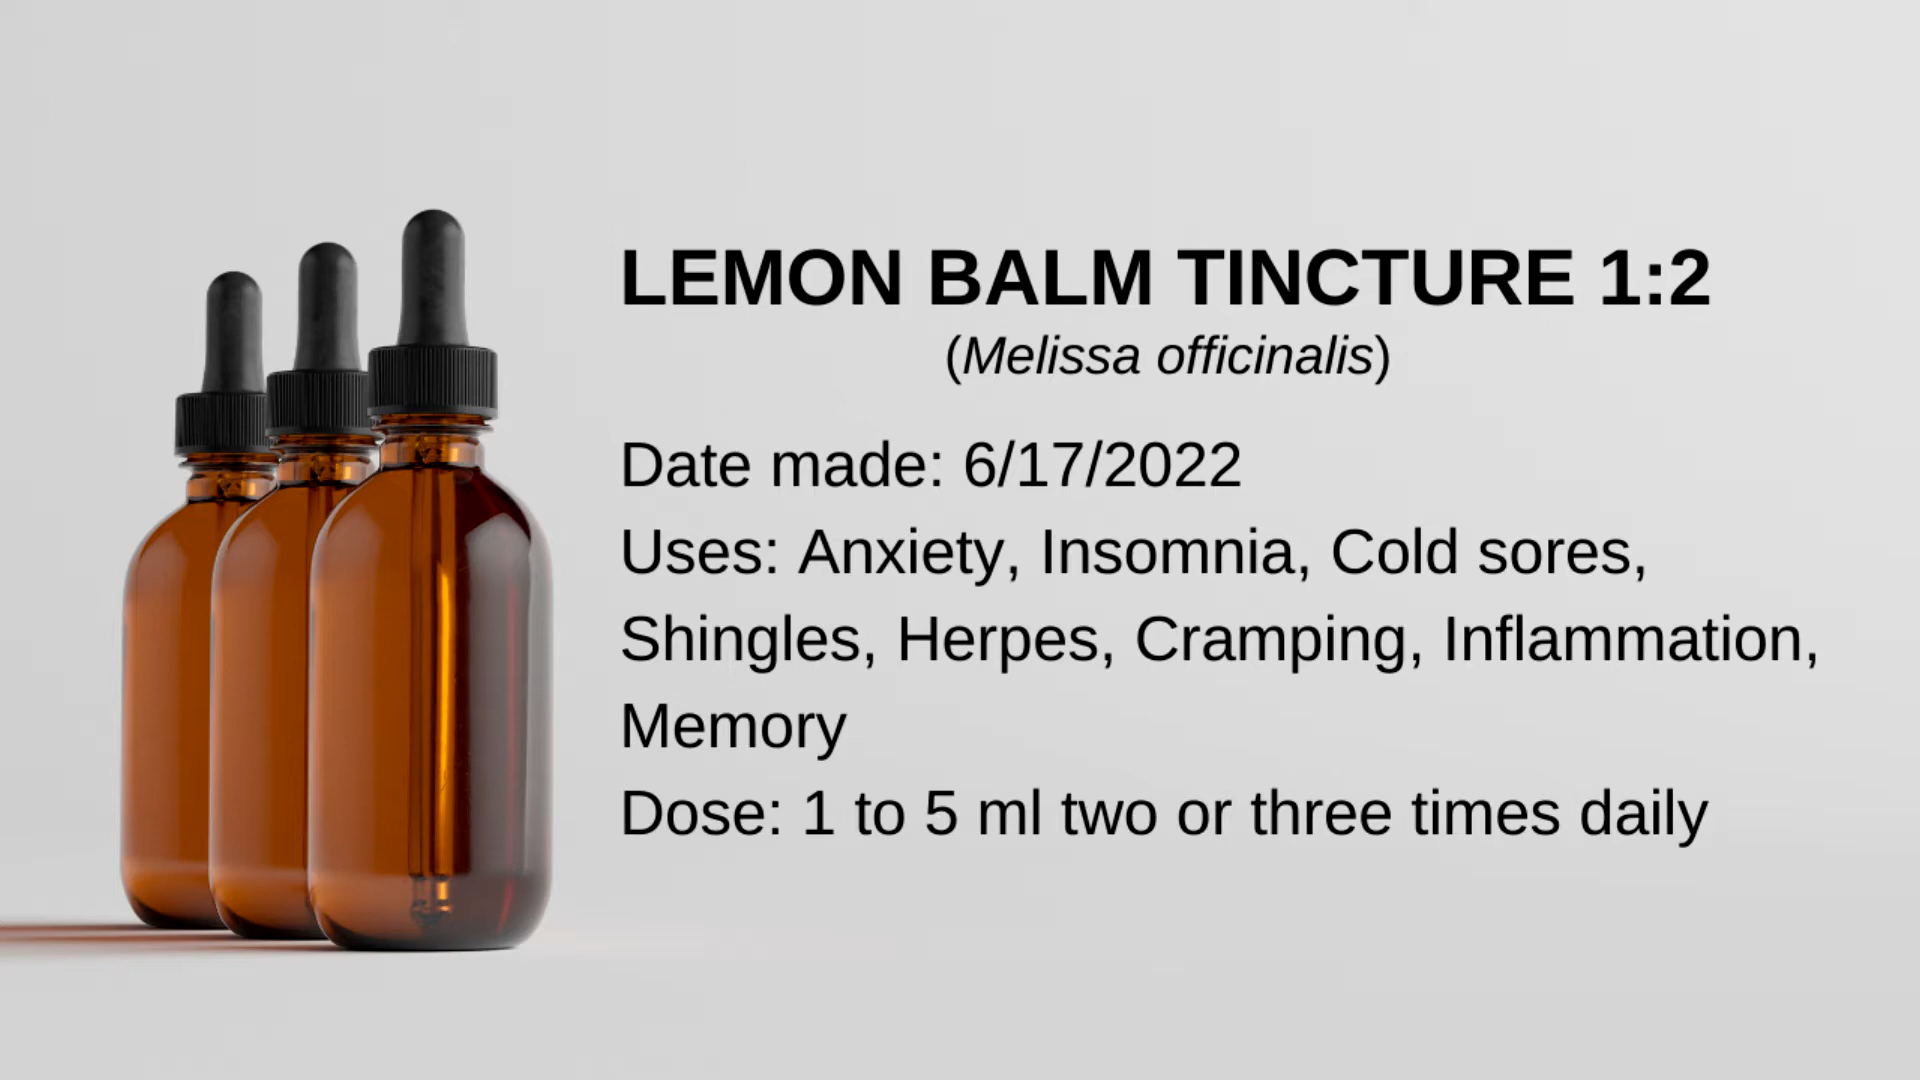 LEMON BALM TINCTURE 1:2
(Melissa officinalis)
Date made: 6/17/2022
Uses: Anxiety, Insomnia, Cold sores,
Shingles, Herpes, Cramping, Inflammation,
Memory
Dose: 1 to 5 ml two or three times daily